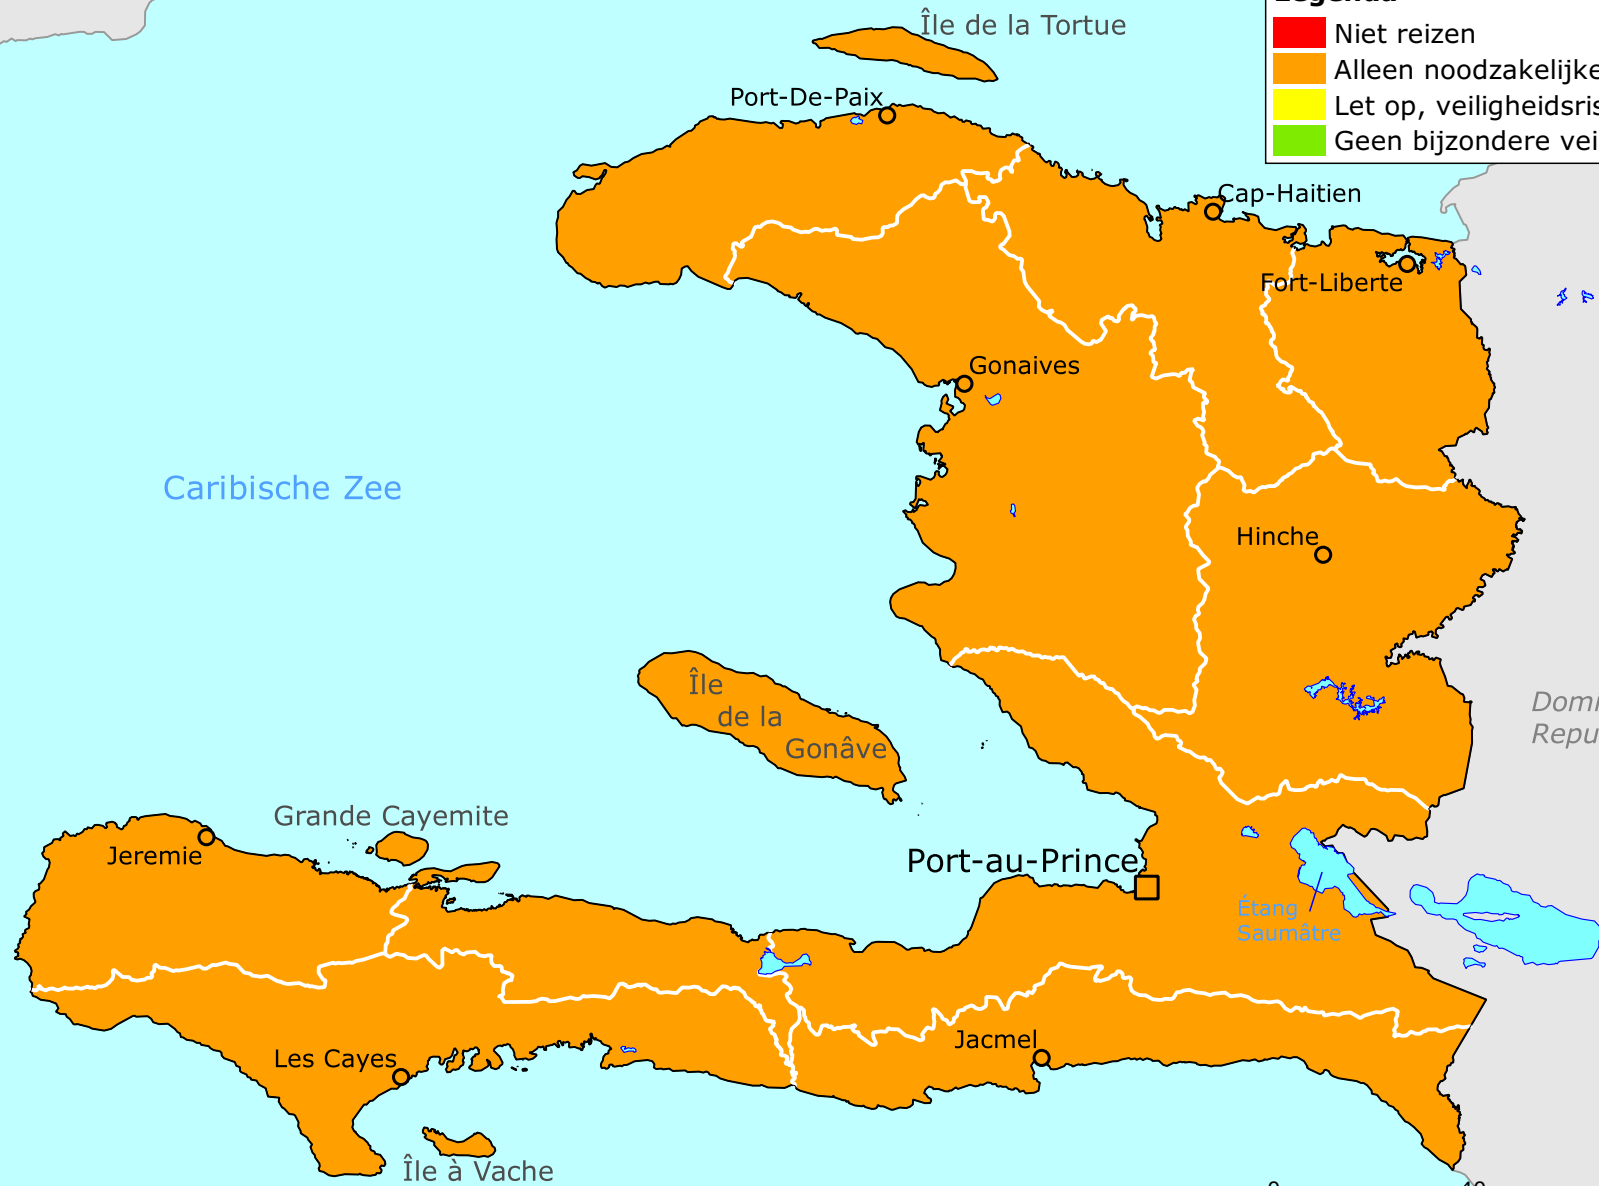 Île de la Tortue
Niet reizen
Alleen noodzakelijke
Let op, veiligheidsris
Geen bijzondere vei
Port-De-Paix
Cap-Haitien
Fort-Liberte
Gonaives
Caribische Zee
Hinche
Île
de la
Gonâve
Domi
Repu
Grande Cayemite
Jeremie
Port-au-Prince
Étang
Saumâtre
Jacmel
Les Cayes
Île à Vache